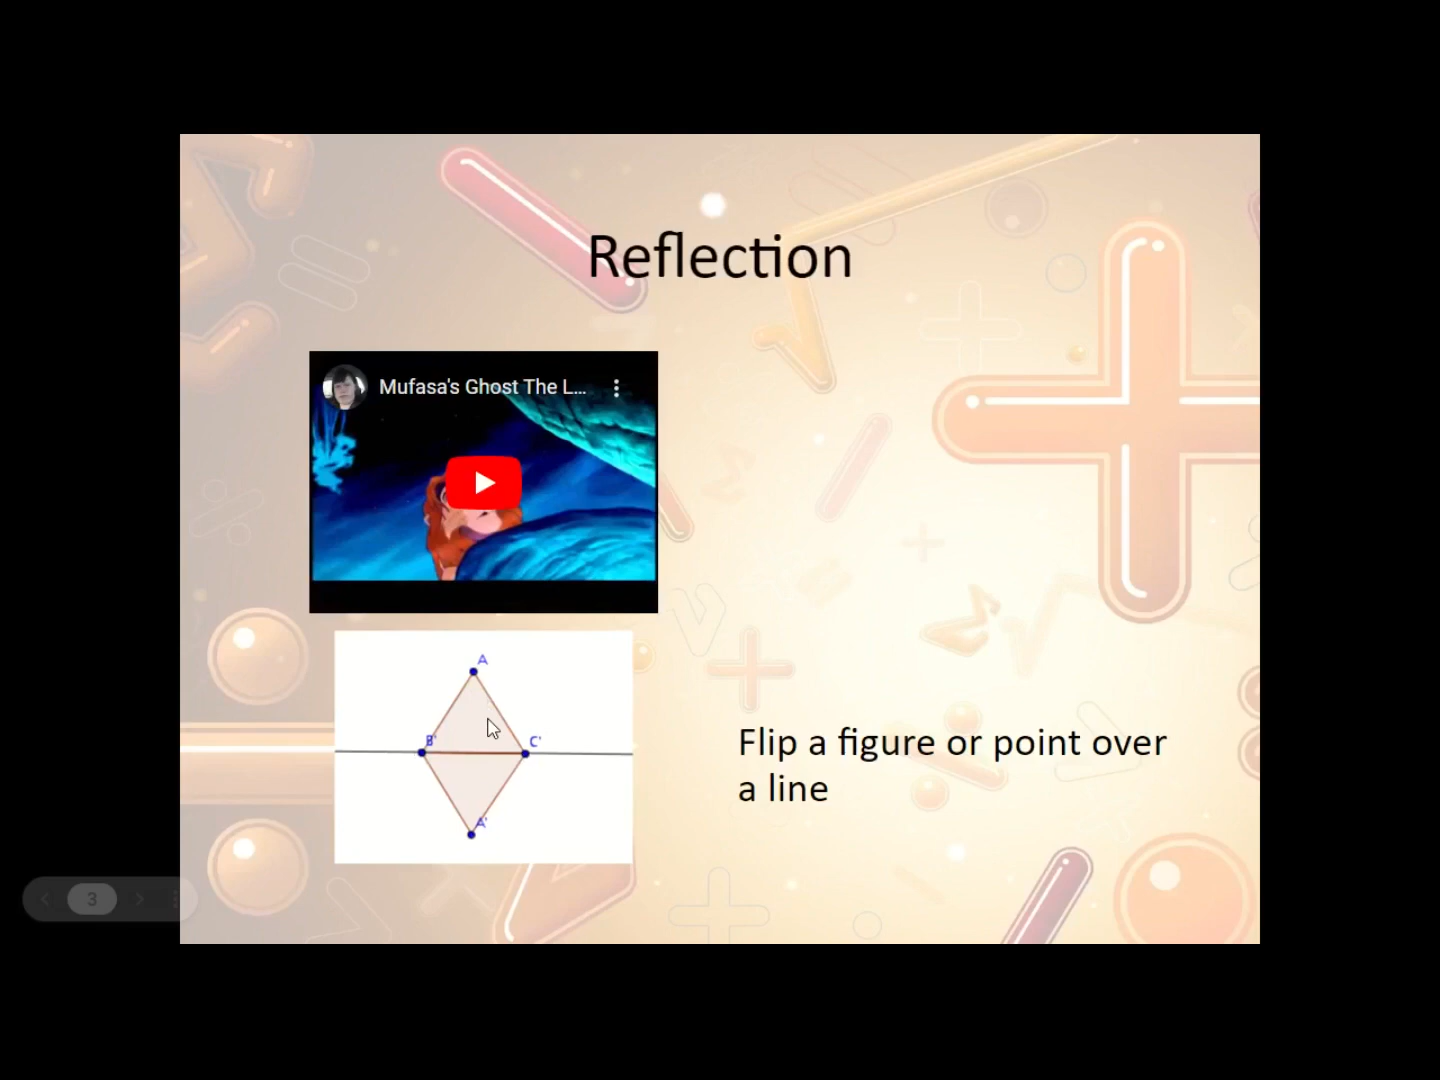 Reflection
Mufasa's Ghost The L...
A
B'
C'
A'
Flip a figure or point over
a line
3